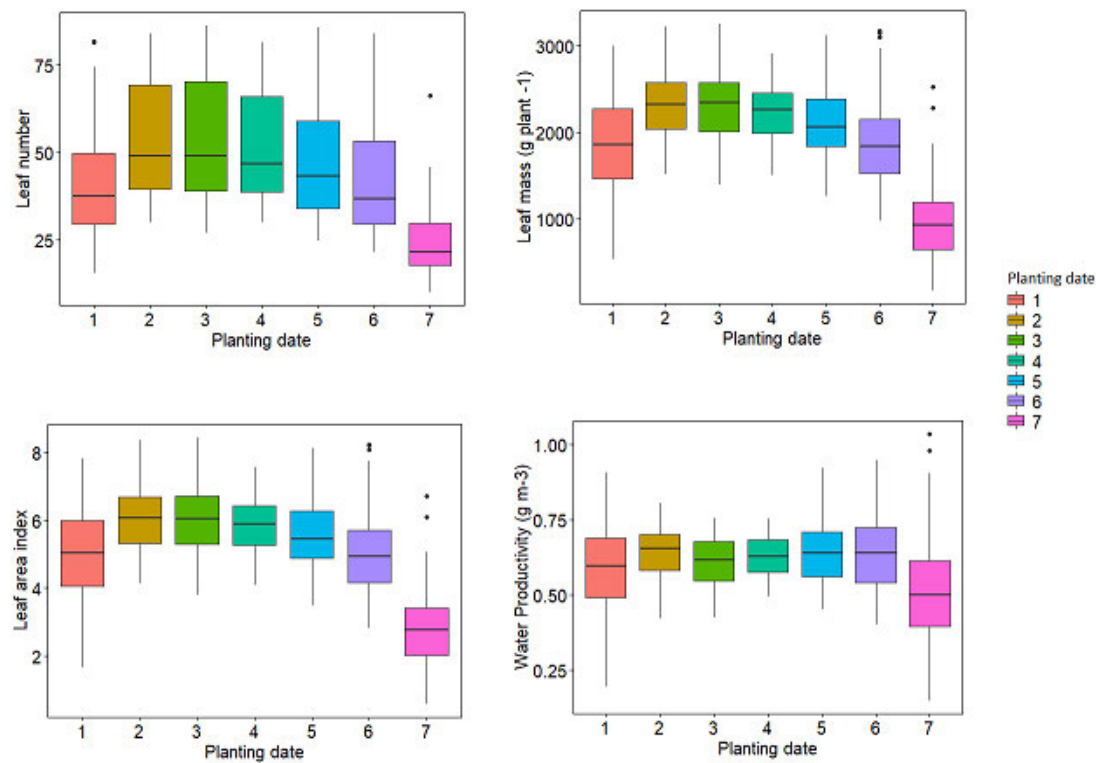 Leaf number
75
50
25
1 2 3 4 5 6 7
Planting date
Leaf mass (g plant -1)
3000
2000
1000
1 2 3 4 5 6 7
Planting date
Planting date
1
2
3
4
5
6
7
Leaf area index
8
6
4
2
1 2 3 4 5 6 7
Planting date
Water Productivity (g m-3)
1.00
0.75
0.50
0.25
1 2 3 4 5 6 7
Planting date